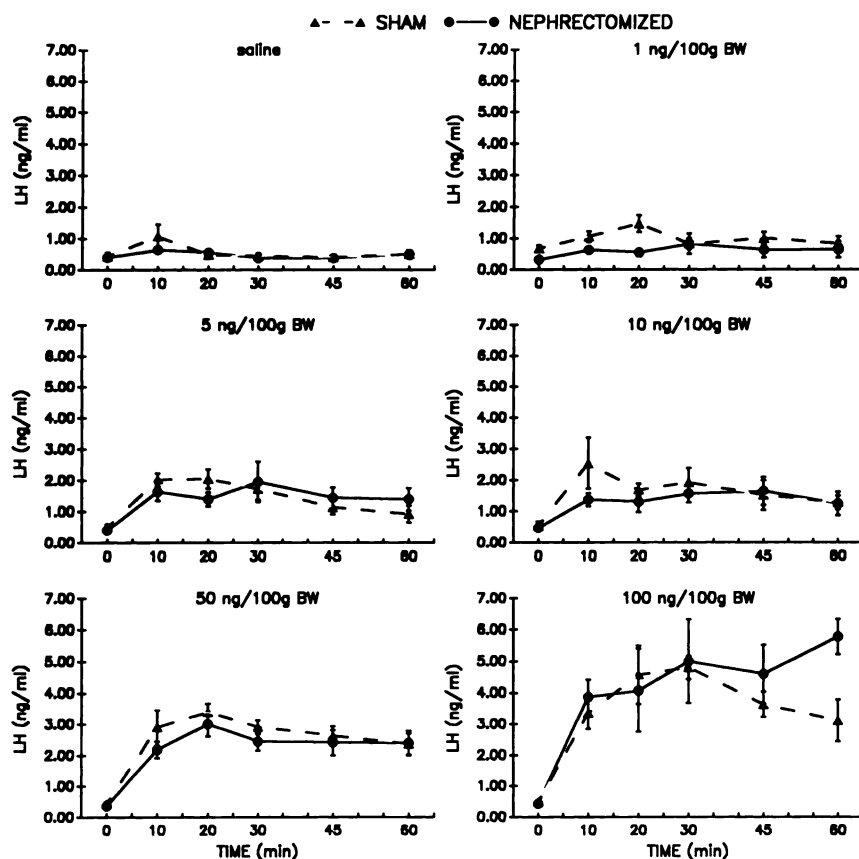 SHAM NEPHRECTOMIZED
saline
7.00
6.00
5.00
4.00
3.00
2.00
1.00
0.00
LH (ng/ml)
0 10 20 30 45 60
1 ng/100g BW
7.00
6.00
5.00
4.00
3.00
2.00
1.00
0.00
LH (ng/ml)
0 10 20 30 45 60
5 ng/100g BW
7.00
6.00
5.00
4.00
3.00
2.00
1.00
0.00
LH (ng/ml)
0 10 20 30 45 60
10 ng/100g BW
7.00
6.00
5.00
4.00
3.00
2.00
1.00
0.00
LH (ng/ml)
0 10 20 30 45 60
50 ng/100g BW
7.00
6.00
5.00
4.00
3.00
2.00
1.00
0.00
LH (ng/ml)
0 10 20 30 45 60
TIME (min)
100 ng/100g BW
7.00
6.00
5.00
4.00
3.00
2.00
1.00
0.00
LH (ng/ml)
0 10 20 30 45 60
TIME (min)